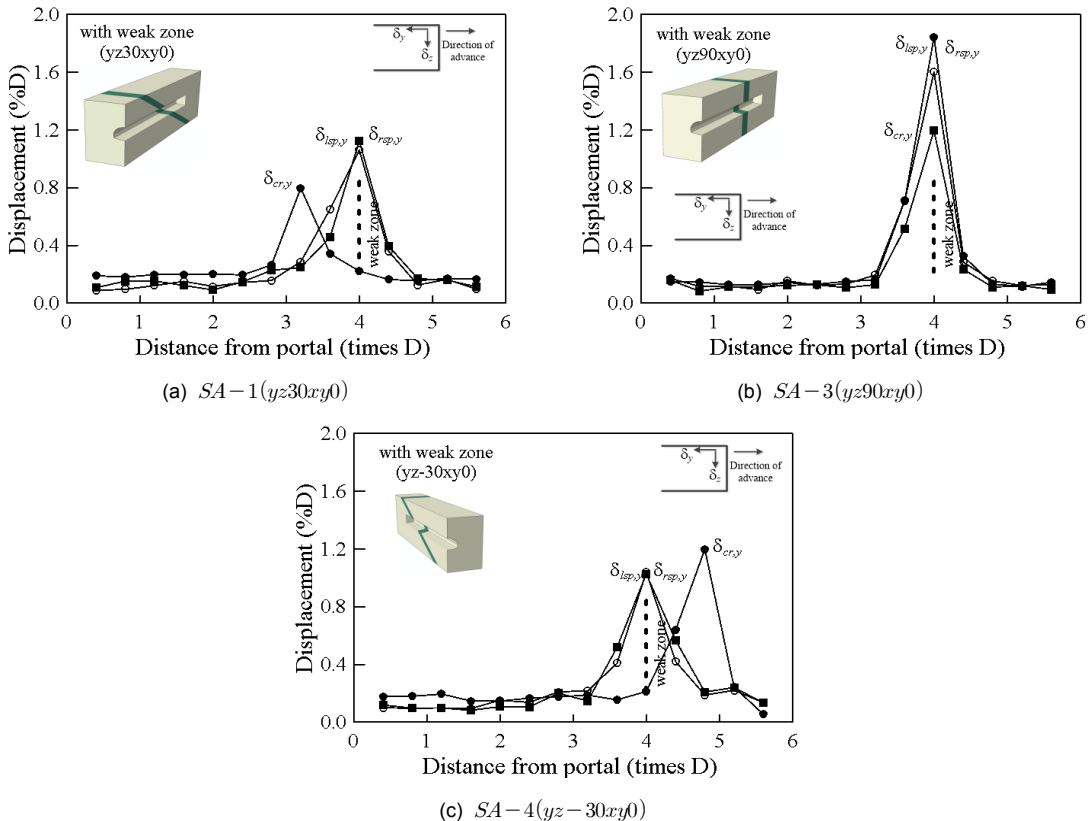 with weak zone
(yz30xy0)
δy
δz
Direction of
advance
δlsp,y
δrsp,y
δcr,y
weak zone
Displacement (%D)
2.0
1.6
1.2
0.8
0.4
0.0
0 1 2 3 4 5 6
Distance from portal (times D)
(a) SA−1(yz30xy0)
with weak zone
(yz90xy0)
δlsp,y
δrsp,y
δcr,y
δy
δz
Direction of
advance
weak zone
Displacement (%D)
2.0
1.6
1.2
0.8
0.4
0.0
0 1 2 3 4 5 6
Distance from portal (times D)
(b) SA−3(yz90xy0)
with weak zone
(yz-30xy0)
δy
δz
Direction of
advance
δlsp,y
δrsp,y
δcr,y
weak zone
Displacement (%D)
2.0
1.6
1.2
0.8
0.4
0.0
0 1 2 3 4 5 6
Distance from portal (times D)
(c) SA−4(yz−30xy0)